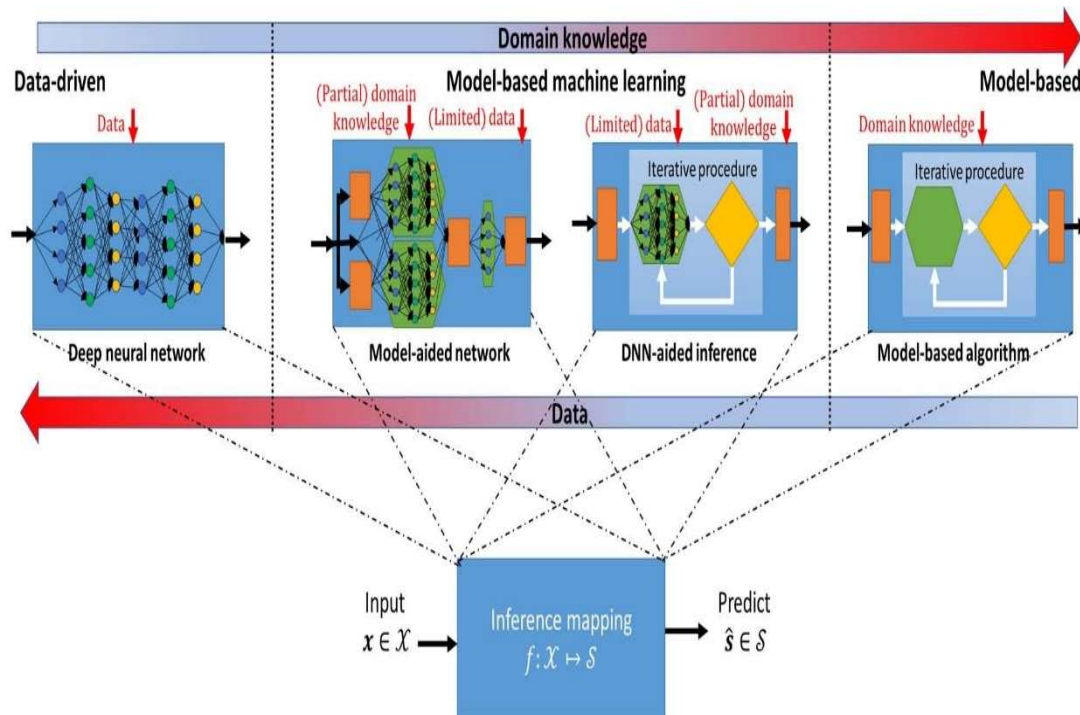 Domain knowledge
Data-driven
Model-based machine learning
Model-based
Data
(Partial) domain
knowledge
(Limited) data
(Limited) data
(Partial) domain
knowledge
Domain knowledge
Iterative procedure
Iterative procedure
Deep neural network
Model-aided network
DNN-aided inference
Model-based algorithm
Data
Input
x ∈ 𝒳
Inference mapping
f: 𝒳 ↦ 𝒮
Predict
ŝ ∈ 𝒮